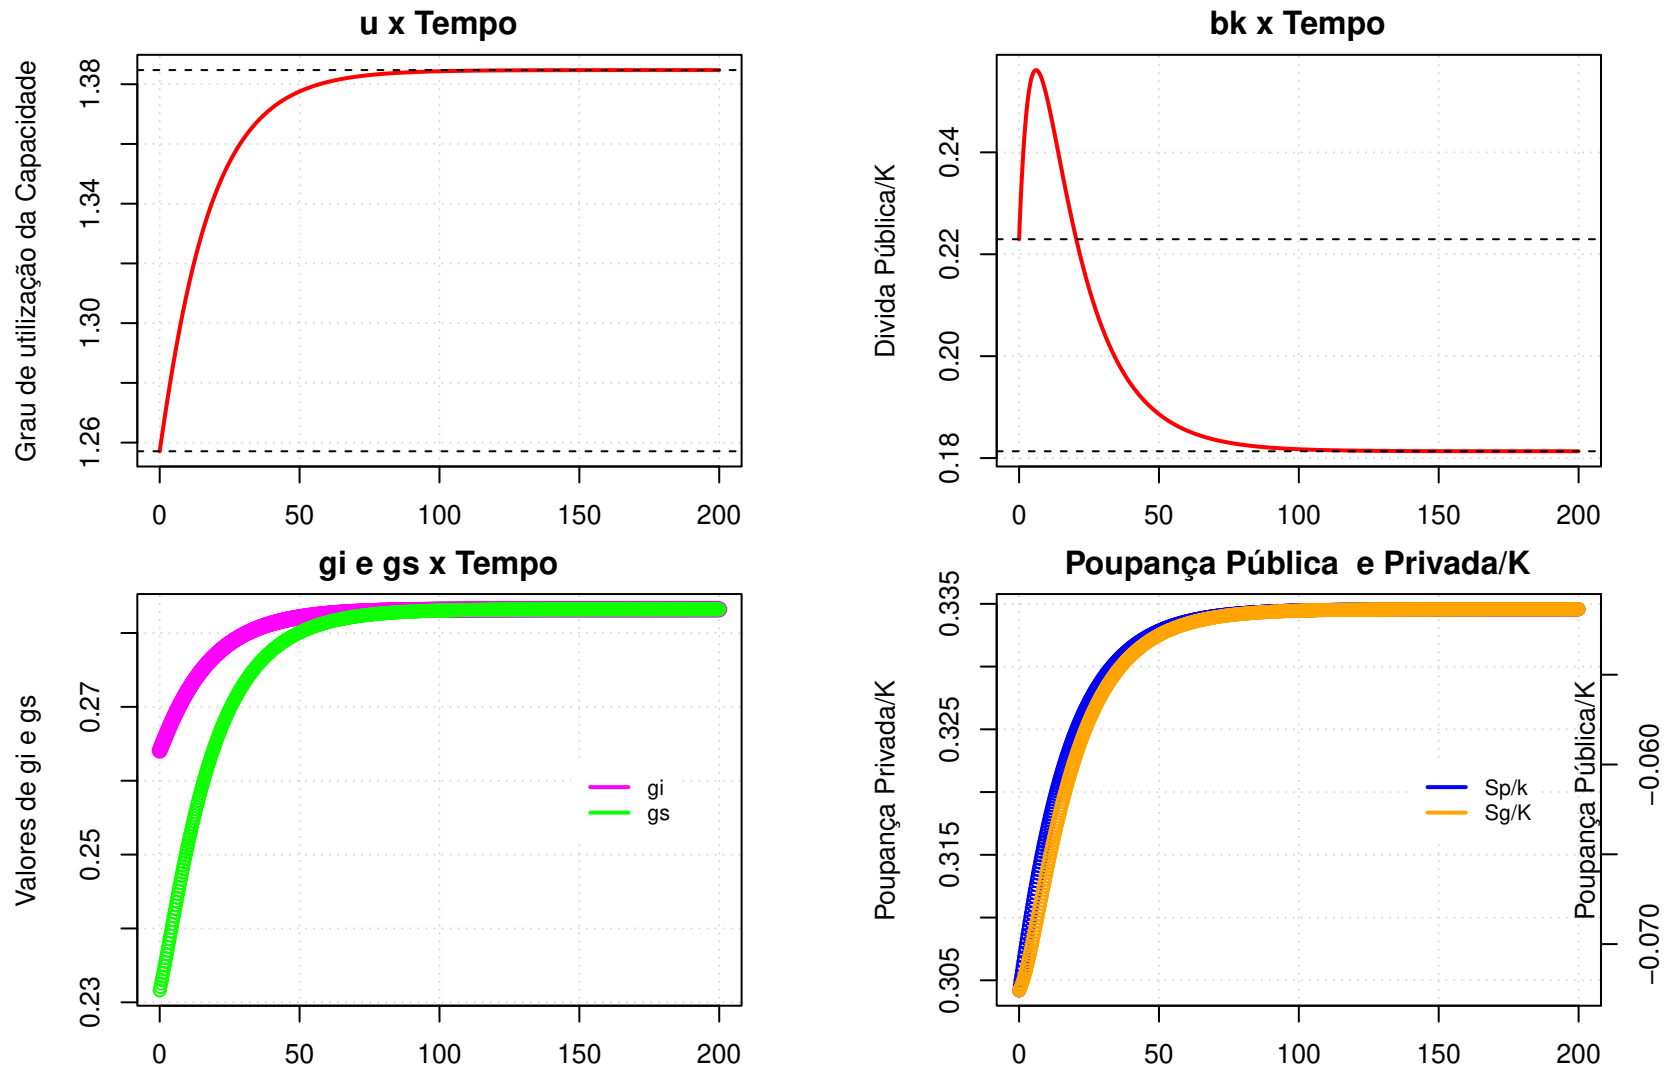 u x Tempo
Grau de utilização da Capacidade
1.38
1.34
1.30
1.26
0 50 100 150 200
bk x Tempo
Divida Pública/K
0.24
0.22
0.20
0.18
0 50 100 150 200
gi e gs x Tempo
Valores de gi e gs
0.27
0.25
0.23
gi
gs
0 50 100 150 200
Poupança Pública  e Privada/K
Poupança Privada/K
0.335
0.325
0.315
0.305
Sp/k
Sg/K
Poupança Pública/K
−0.060
−0.070
0 50 100 150 200